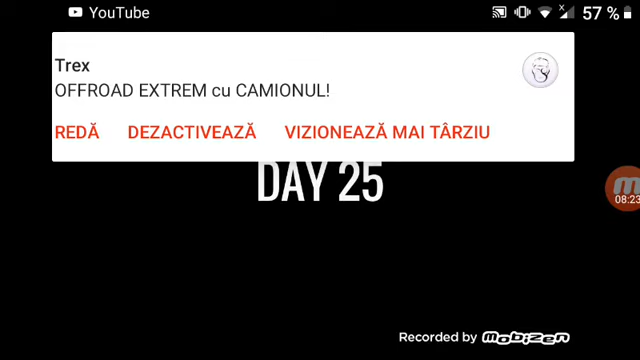 YouTube
57 %
Trex
OFFROAD EXTREM cu CAMIONUL!
REDĂ DEZACTIVEAZĂ VIZIONEAZĂ MAI TÂRZIU
DAY 25
08:23
Recorded by mobizen